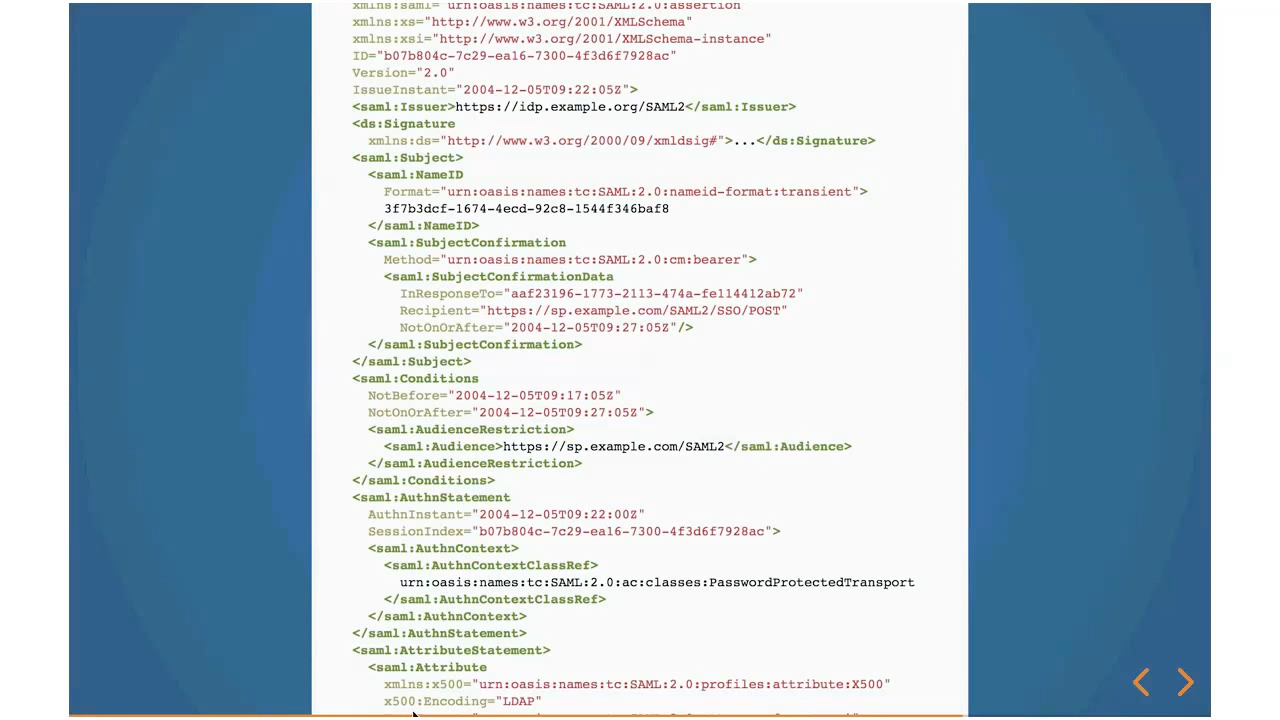 xmlns:saml="urn:oasis:names:tc:SAML:2.0:assertion
xmlns:xs="http://www.w3.org/2001/XMLSchema"
xmlns:xsi="http://www.w3.org/2001/XMLSchema-instance"
ID="b07b804c-7c29-ea16-7300-4f3d6f7928ac"
Version="2.0"
IssueInstant="2004-12-05T09:22:05Z">
<saml:Issuer>https://idp.example.org/SAML2</saml:Issuer>
<ds:Signature
xmlns:ds="http://www.w3.org/2000/09/xmldsig#">...</ds:Signature>
<saml:Subject>
<saml:NameID
Format="urn:oasis:names:tc:SAML:2.0:nameid-format:transient">
3f7b3dcf-1674-4ecd-92c8-1544f346baf8
</saml:NameID>
<saml:SubjectConfirmation
Method="urn:oasis:names:tc:SAML:2.0:cm:bearer">
<saml:SubjectConfirmationData
InResponseTo="aaf23196-1773-2113-474a-fe114412ab72"
Recipient="https://sp.example.com/SAML2/SSO/POST"
NotOnOrAfter="2004-12-05T09:27:05Z"/>
</saml:SubjectConfirmation>
</saml:Subject>
<saml:Conditions
NotBefore="2004-12-05T09:17:05Z"
NotOnOrAfter="2004-12-05T09:27:05Z">
<saml:AudienceRestriction>
<saml:Audience>https://sp.example.com/SAML2</saml:Audience>
</saml:AudienceRestriction>
</saml:Conditions>
<saml:AuthnStatement
AuthnInstant="2004-12-05T09:22:00Z"
SessionIndex="b07b804c-7c29-ea16-7300-4f3d6f7928ac">
<saml:AuthnContext>
<saml:AuthnContextClassRef>
urn:oasis:names:tc:SAML:2.0:ac:classes:PasswordProtectedTransport
</saml:AuthnContextClassRef>
</saml:AuthnContext>
</saml:AuthnStatement>
<saml:AttributeStatement>
<saml:Attribute
xmlns:x500="urn:oasis:names:tc:SAML:2.0:profiles:attribute:X500"
x500:Encoding="LDAP"